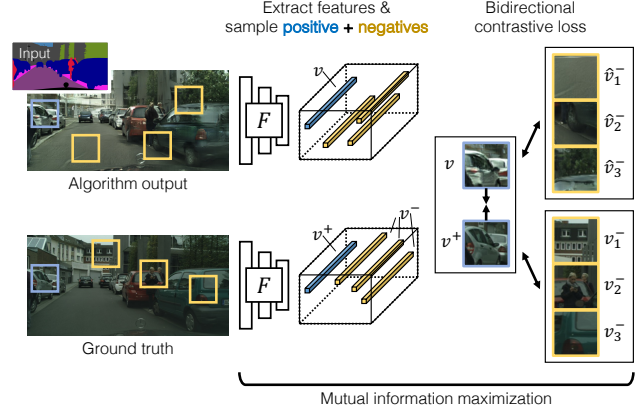 Extract features &
sample positive + negatives
Bidirectional
contrastive loss
Input
v
F
v̂₁⁻
v̂₂⁻
v̂₃⁻
v
Algorithm output
v⁺
v⁺
v⁻
F
v₁⁻
v₂⁻
v₃⁻
Ground truth
Mutual information maximization